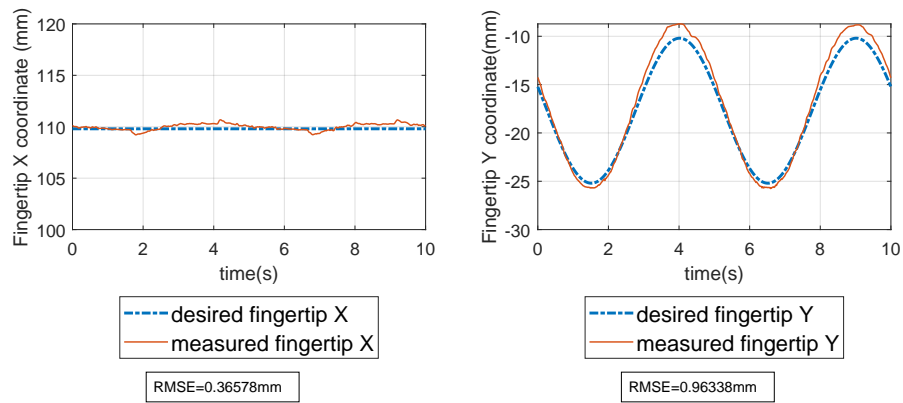 120
115
110
105
100
Fingertip X coordinate (mm)
0 2 4 6 8 10
time(s)
desired fingertip X
measured fingertip X
RMSE=0.36578mm
-10
-15
-20
-25
-30
Fingertip Y coordinate(mm)
0 2 4 6 8 10
time(s)
desired fingertip Y
measured fingertip Y
RMSE=0.96338mm